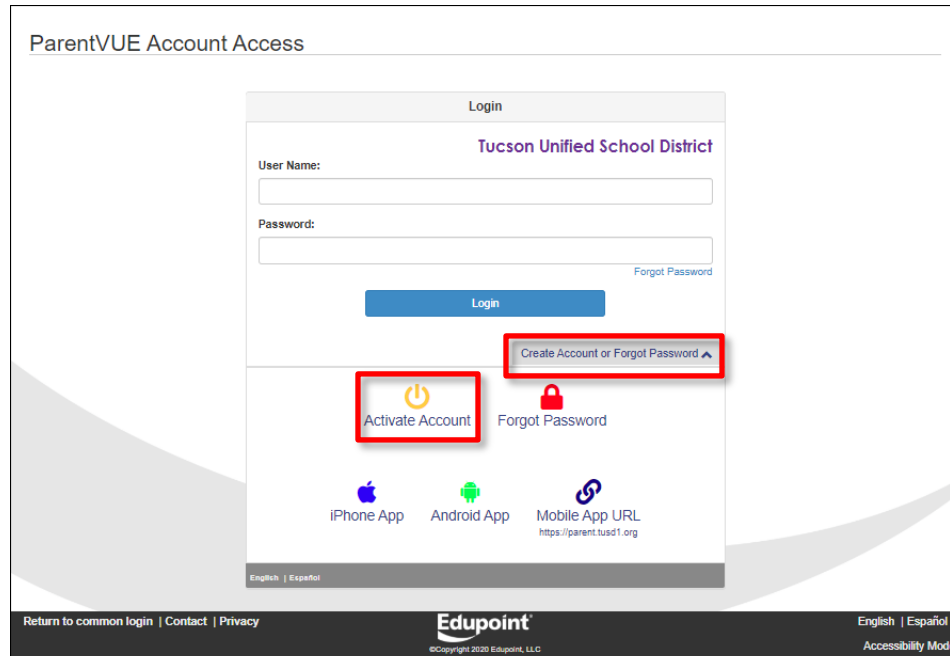 ParentVUE Account Access
Login
Tucson Unified School District
User Name:
Password:
Forgot Password
Login
Create Account or Forgot Password
Activate Account Forgot Password
iPhone App Android App Mobile App URL
https://parent.tusd1.org
English | Español
Return to common login | Contact | Privacy
Edupoint
©Copyright 2020 Edupoint, LLC
English | Español
Accessibility Mod